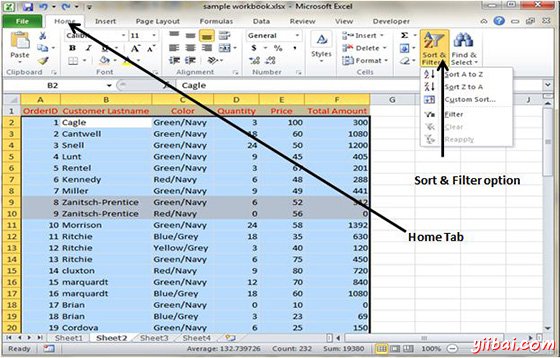 sample workbook.xlsx - Microsoft Excel
File Home Insert Page Layout Formulas Data Review View Developer
Calibri 11
Clipboard Font Alignment Number Styles Cells
Insert
Delete
Format
Sort & Filter
Find & Select
Sort A to Z
Sort Z to A
Custom Sort...
Filter
Clear
Reapply
B2 fx Cagle
A B C D E F G H
1 OrderID Customer Lastname Color Quantity Price Total Amount
2 1 Cagle Green/Navy 3 100 300
3 2 Cantwell Green/Navy 18 60 1080
4 3 Snell Green/Navy 24 50 1200
5 4 Lunt Green/Navy 9 45 405
6 5 Rentel Green/Navy 3 67 201
7 6 Kennedy Red/Navy 6 48 288
8 7 Miller Green/Navy 9 49 441
9 8 Zanitsch-Prentice Green/Navy 6 52 312
10 9 Zanitsch-Prentice Red/Navy 0 56 0
11 10 Morrison Green/Navy 24 58 1392
12 11 Ritchie Blue/Grey 18 35 630
13 12 Ritchie Yellow/Grey 3 40 120
14 13 Ritchie Green/Navy 6 75 450
15 14 cluxton Red/Navy 9 80 720
16 15 marquardt Green/Navy 12 70 840
17 16 marquardt Blue/Grey 18 60 1080
18 17 Brian Green/Navy 0 10 0
19 18 Brian Blue/Grey 3 23 69
20 19 Cordova Green/Navy 6 25 150
Sort & Filter option
Home Tab
Sheet1 Sheet2 Sheet3 Sheet4
Ready Average: 132.739726 Count: 232 Sum: 19380 100%
yiibai.com